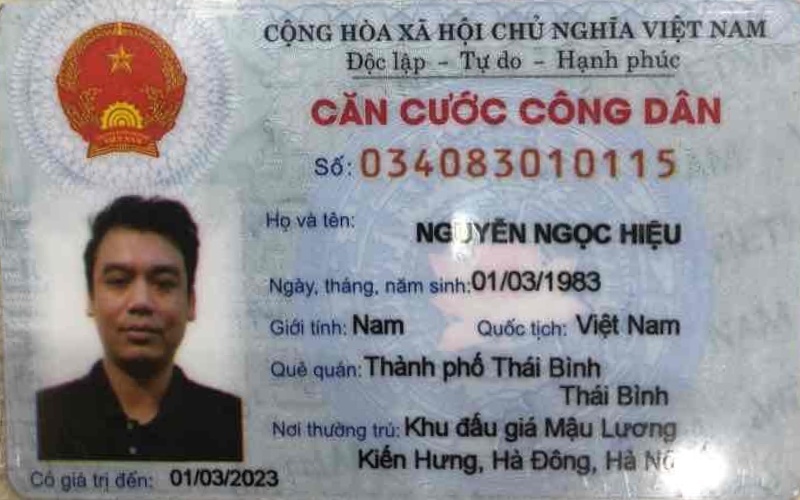 CỘNG HÒA XÃ HỘI CHỦ NGHĨA VIỆT NAM
Độc lập - Tự do - Hạnh phúc
CĂN CƯỚC CÔNG DÂN
Số: 034083010115
Họ và tên: NGUYỄN NGỌC HIỆU
Ngày, tháng, năm sinh: 01/03/1983
Giới tính: Nam Quốc tịch: Việt Nam
Quê quán: Thành phố Thái Bình
Thái Bình
Nơi thường trú: Khu đấu giá Mậu Lương
Kiến Hưng, Hà Đông, Hà
Có giá trị đến: 01/03/2023